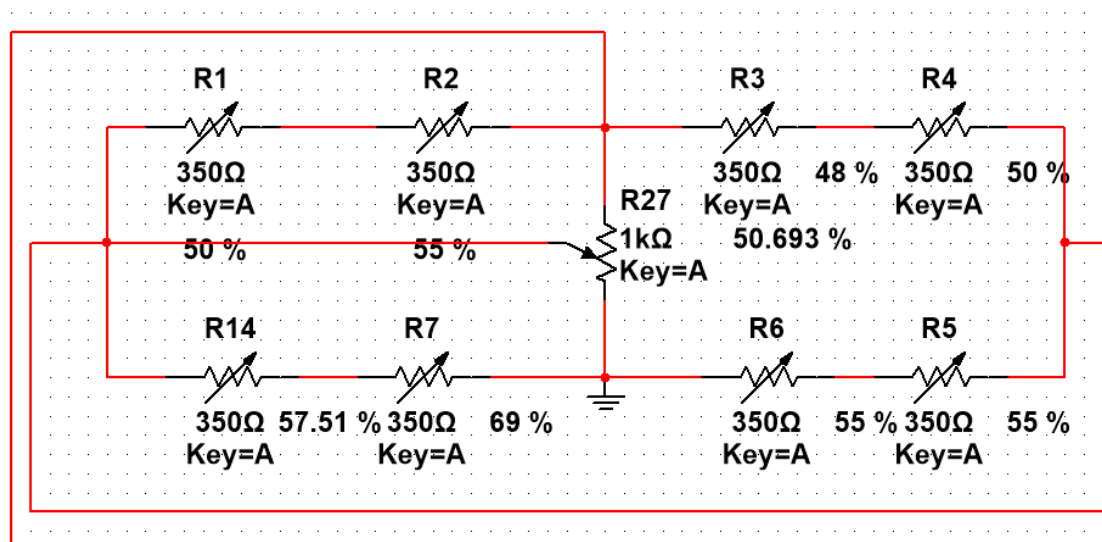 R1
R2
R3
R4
350Ω
350Ω
350Ω
48 %
350Ω
50 %
Key=A
Key=A
Key=A
Key=A
R27
50 %
55 %
1kΩ
50.693 %
Key=A
R14
R7
R6
R5
350Ω
57.51 %
350Ω
69 %
350Ω
55 %
350Ω
55 %
Key=A
Key=A
Key=A
Key=A